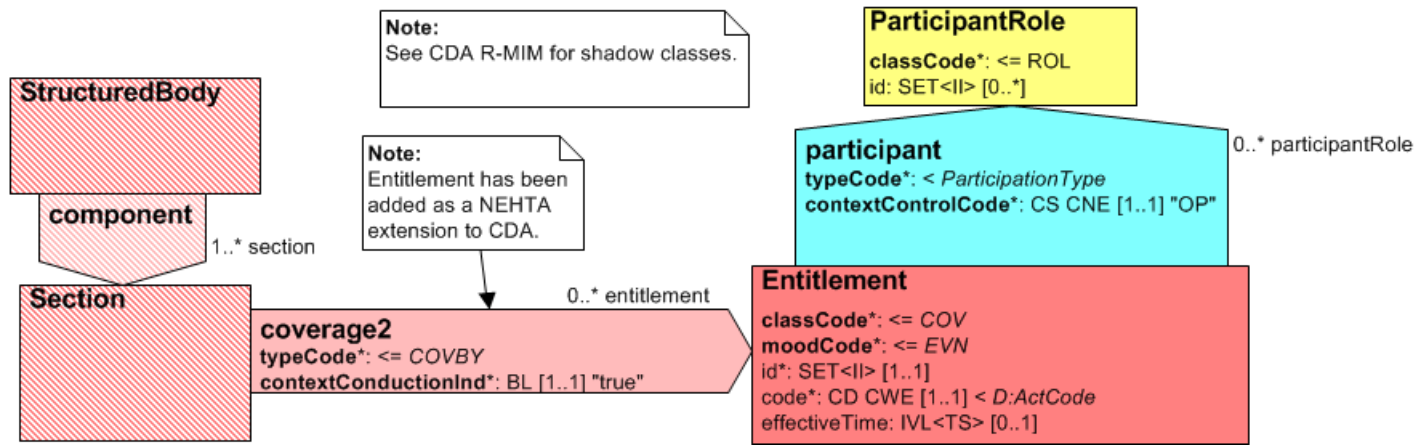 Note:
See CDA R-MIM for shadow classes.
ParticipantRole
classCode*: <= ROL
id: SET<II> [0..*]
StructuredBody
component
1..* section
Note:
Entitlement has been
added as a NEHTA
extension to CDA.
participant
typeCode*: < ParticipationType
contextControlCode*: CS CNE [1..1] "OP"
0..* participantRole
Section
coverage2
typeCode*: <= COVBY
contextConductionInd*: BL [1..1] "true"
0..* entitlement
Entitlement
classCode*: <= COV
moodCode*: <= EVN
id*: SET<II> [1..1]
code*: CD CWE [1..1] < D:ActCode
effectiveTime: IVL<TS> [0..1]